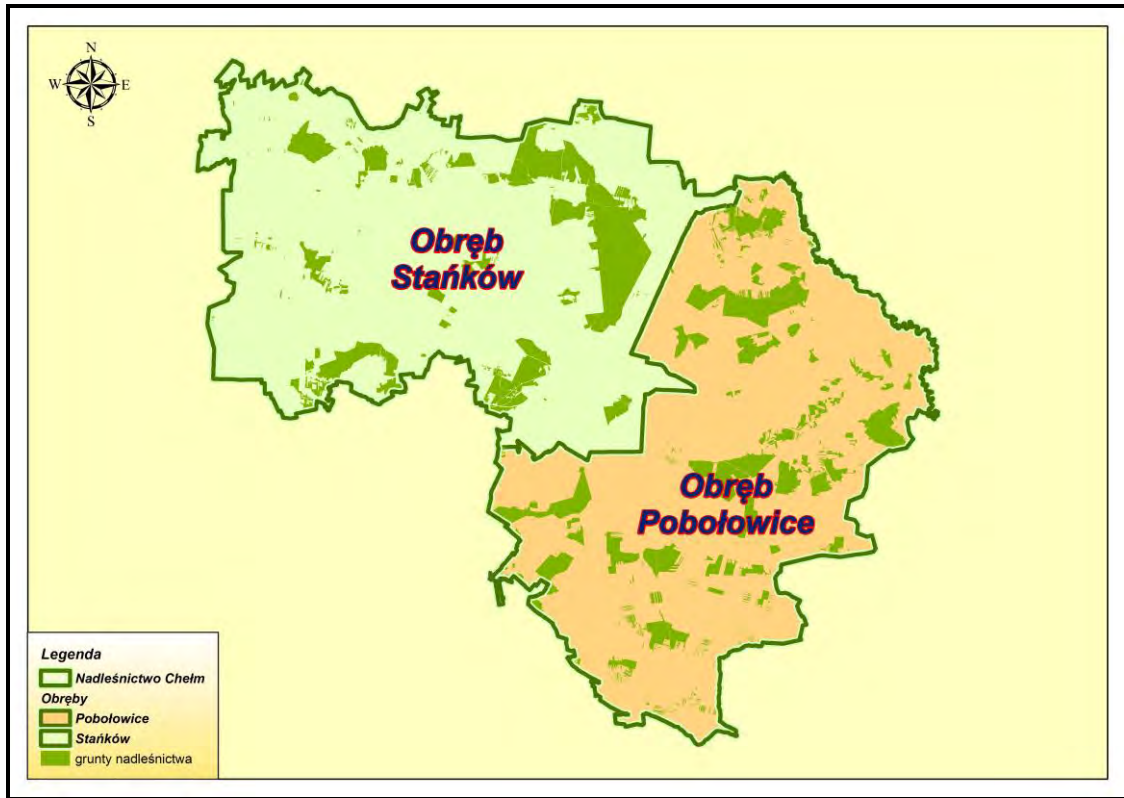 N
W E
S
Obręb
Stańków
Obręb
Pobołowice
Legenda
Nadleśnictwo Chełm
Obręby
Pobołowice
Stańków
grunty nadleśnictwa